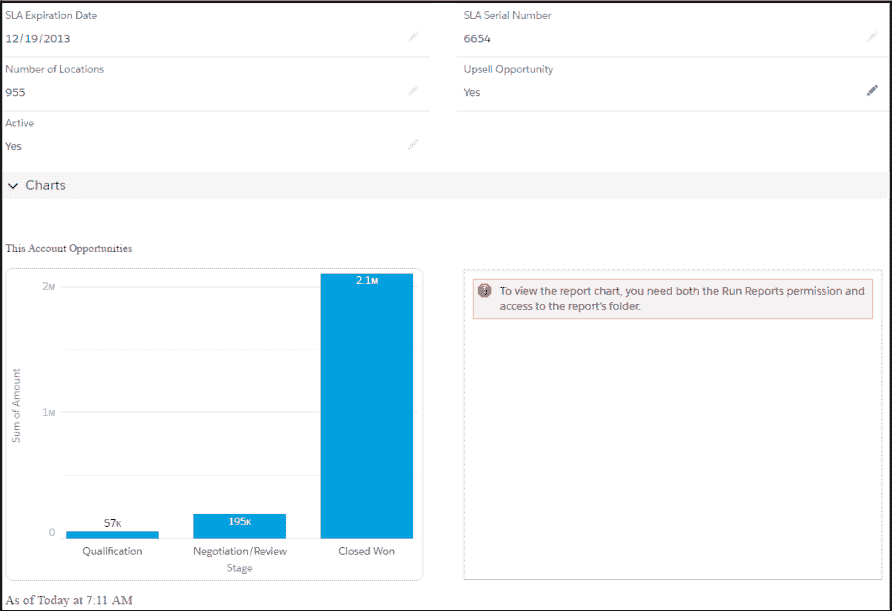 SLA Expiration Date
12/19/2013
SLA Serial Number
6654
Number of Locations
955
Upsell Opportunity
Yes
Active
Yes
Charts
This Account Opportunities
Sum of Amount
2M
1M
0
57K
195K
2.1M
Qualification
Negotiation/Review
Closed Won
Stage
To view the report chart, you need both the Run Reports permission and
access to the report's folder.
As of Today at 7:11 AM